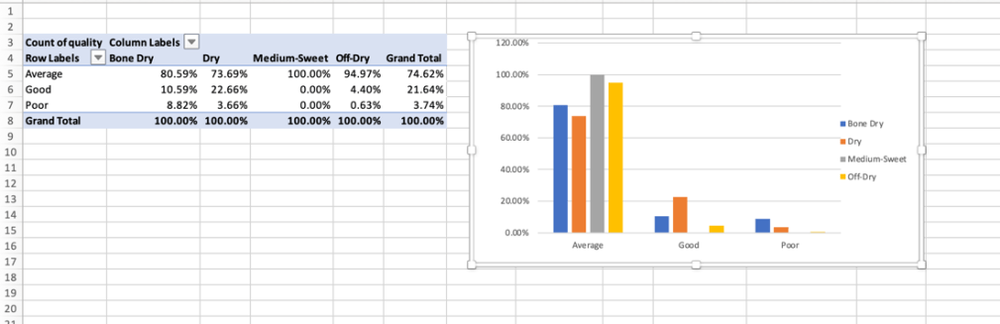 1
2
3 Count of quality Column Labels
4 Row Labels Bone Dry Dry Medium-Sweet Off-Dry Grand Total
5 Average 80.59% 73.69% 100.00% 94.97% 74.62%
6 Good 10.59% 22.66% 0.00% 4.40% 21.64%
7 Poor 8.82% 3.66% 0.00% 0.63% 3.74%
8 Grand Total 100.00% 100.00% 100.00% 100.00% 100.00%
9
10
11
12
13
14
15
16
17
18
19
20
21
120.00%
100.00%
80.00%
60.00%
40.00%
20.00%
0.00%
Average Good Poor
Bone Dry
Dry
Medium-Sweet
Off-Dry